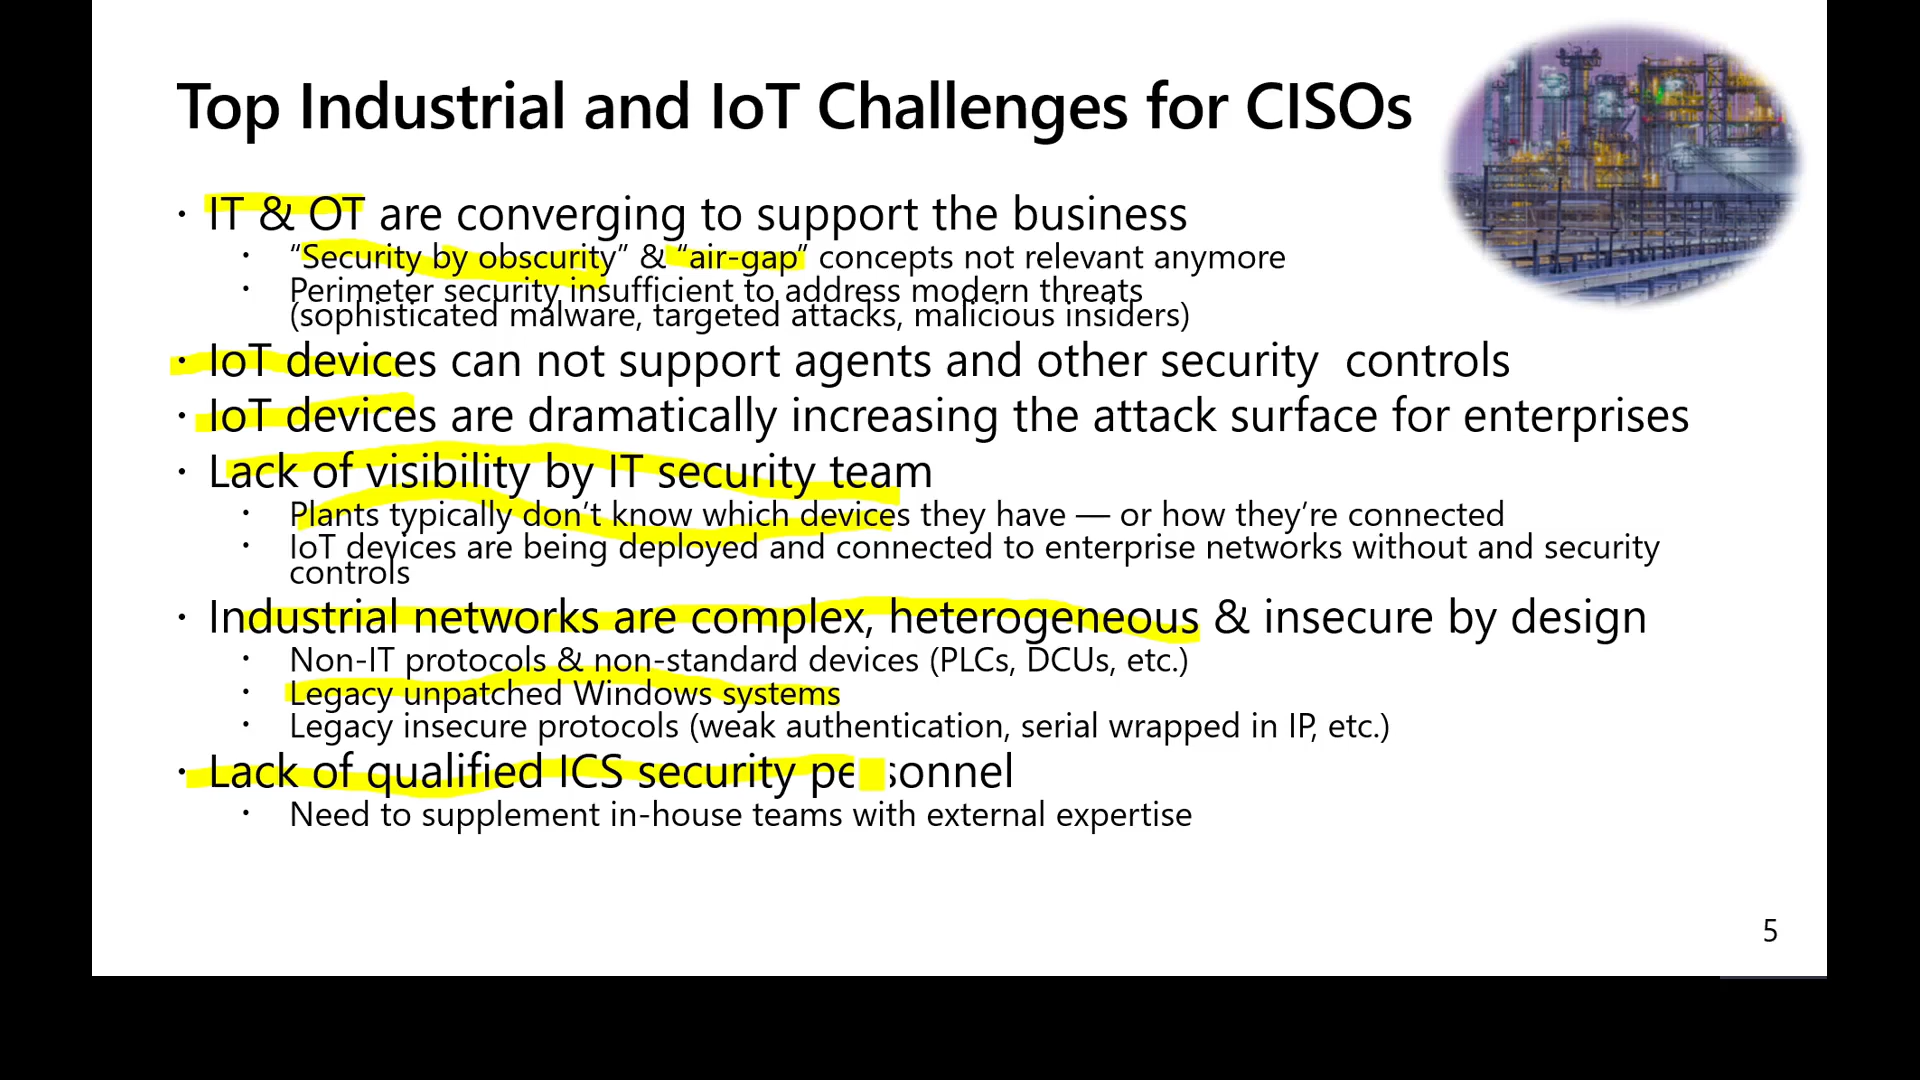 Top Industrial and IoT Challenges for CISOs
• IT & OT are converging to support the business
• “Security by obscurity” & “air-gap” concepts not relevant anymore
• Perimeter security insufficient to address modern threats
(sophisticated malware, targeted attacks, malicious insiders)
• IoT devices can not support agents and other security  controls
• IoT devices are dramatically increasing the attack surface for enterprises
• Lack of visibility by IT security team
• Plants typically don’t know which devices they have — or how they’re connected
• IoT devices are being deployed and connected to enterprise networks without and security
controls
• Industrial networks are complex, heterogeneous & insecure by design
• Non-IT protocols & non-standard devices (PLCs, DCUs, etc.)
• Legacy unpatched Windows systems
• Legacy insecure protocols (weak authentication, serial wrapped in IP, etc.)
• Lack of qualified ICS security personnel
• Need to supplement in-house teams with external expertise
5